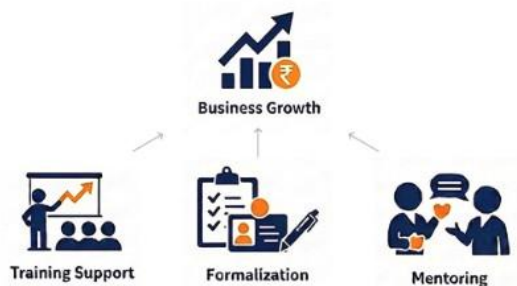 ₹
Business Growth
Training Support
Formalization
Mentoring